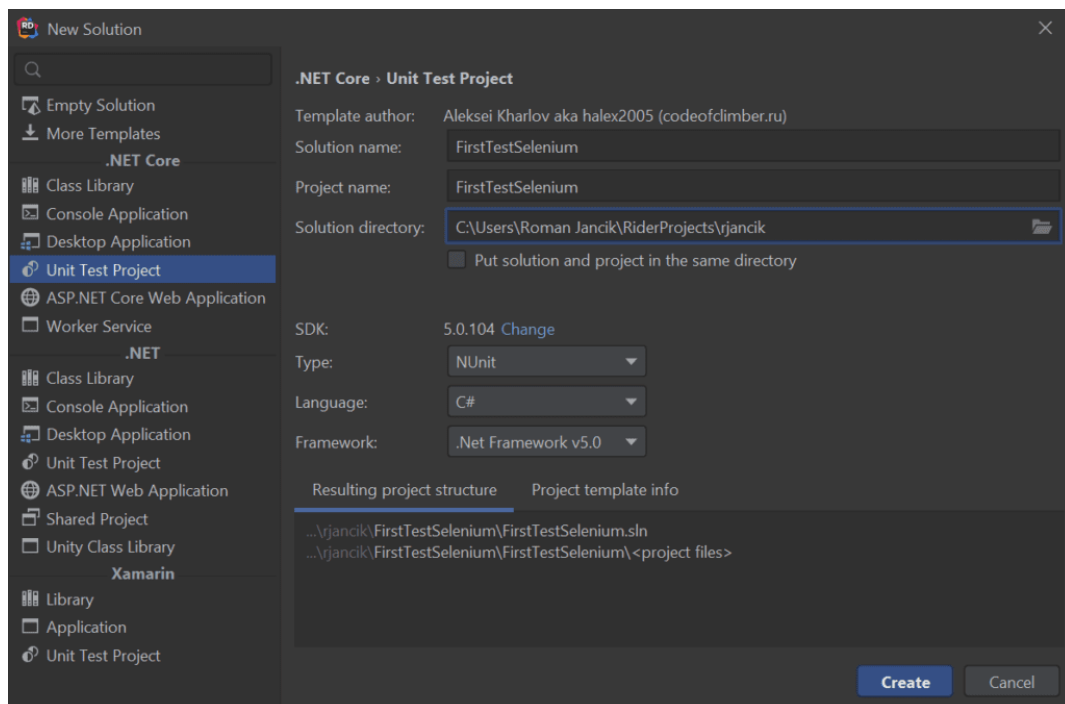 RD
New Solution
Empty Solution
More Templates
.NET Core
Class Library
Console Application
Desktop Application
Unit Test Project
ASP.NET Core Web Application
Worker Service
.NET
Class Library
Console Application
Desktop Application
Unit Test Project
ASP.NET Web Application
Shared Project
Unity Class Library
Xamarin
Library
Application
Unit Test Project
.NET Core › Unit Test Project
Template author: Aleksei Kharlov aka halex2005 (codeofclimber.ru)
Solution name: FirstTestSelenium
Project name: FirstTestSelenium
Solution directory: C:\Users\Roman Jancik\RiderProjects\rjancik
Put solution and project in the same directory
SDK: 5.0.104 Change
Type: NUnit
Language: C#
Framework: .Net Framework v5.0
Resulting project structure Project template info
...\rjancik\FirstTestSelenium\FirstTestSelenium.sln
...\rjancik\FirstTestSelenium\FirstTestSelenium\<project files>
Create Cancel